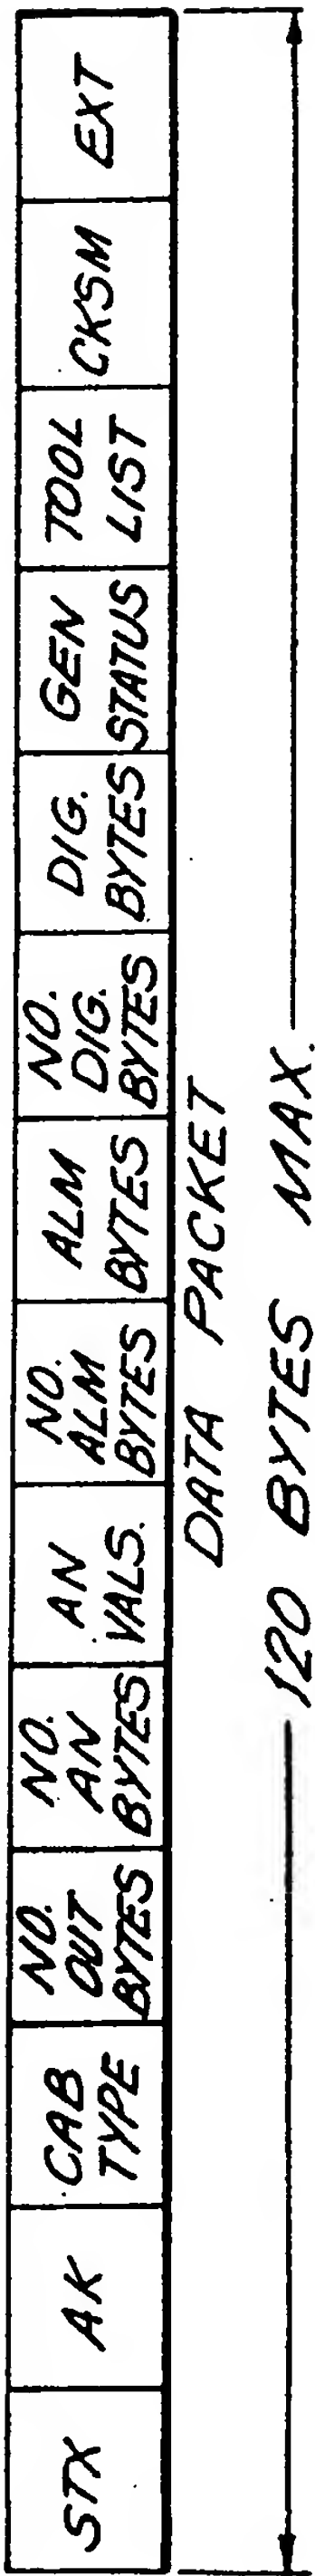 STX
AK
CAB
TYPE
NO.
OUT
BYTES
NO.
AN
BYTES
AN
VALS.
NO.
ALM
BYTES
ALM
BYTES
NO.
DIG.
BYTES
DIG.
BYTES
GEN
STATUS
TOOL
LIST
CKSM
EXT
DATA PACKET
120 BYTES MAX.